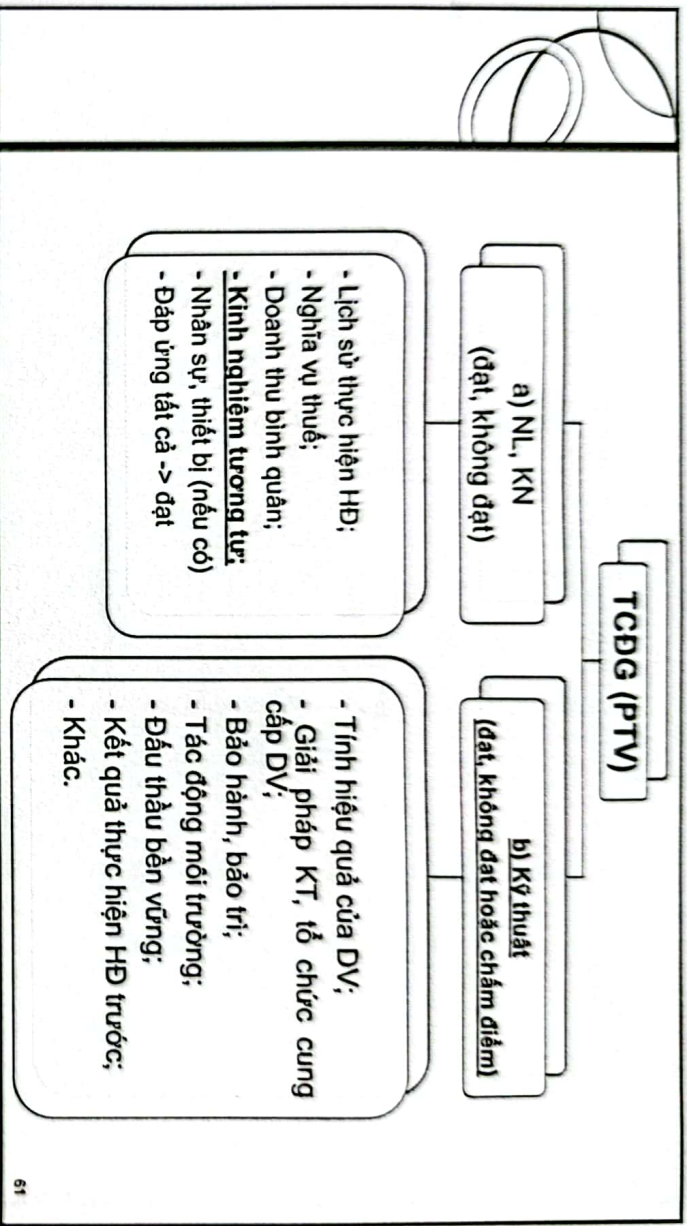 TCĐG (PTV)
a) NL, KN
(đạt, không đạt)
- Lịch sử thực hiện HĐ;
- Nghĩa vụ thuế;
- Doanh thu bình quân;
- Kinh nghiệm tương tự;
- Nhân sự, thiết bị (nếu có)
- Đáp ứng tất cả -> đạt
b) Kỹ thuật
(đạt, không đạt hoặc chấm điểm)
- Tính hiệu quả của DV;
- Giải pháp KT, tổ chức cung
cấp DV;
- Bảo hành, bảo trì;
- Tác động môi trường;
- Đấu thầu bền vững;
- Kết quả thực hiện HĐ trước;
- Khác.
61